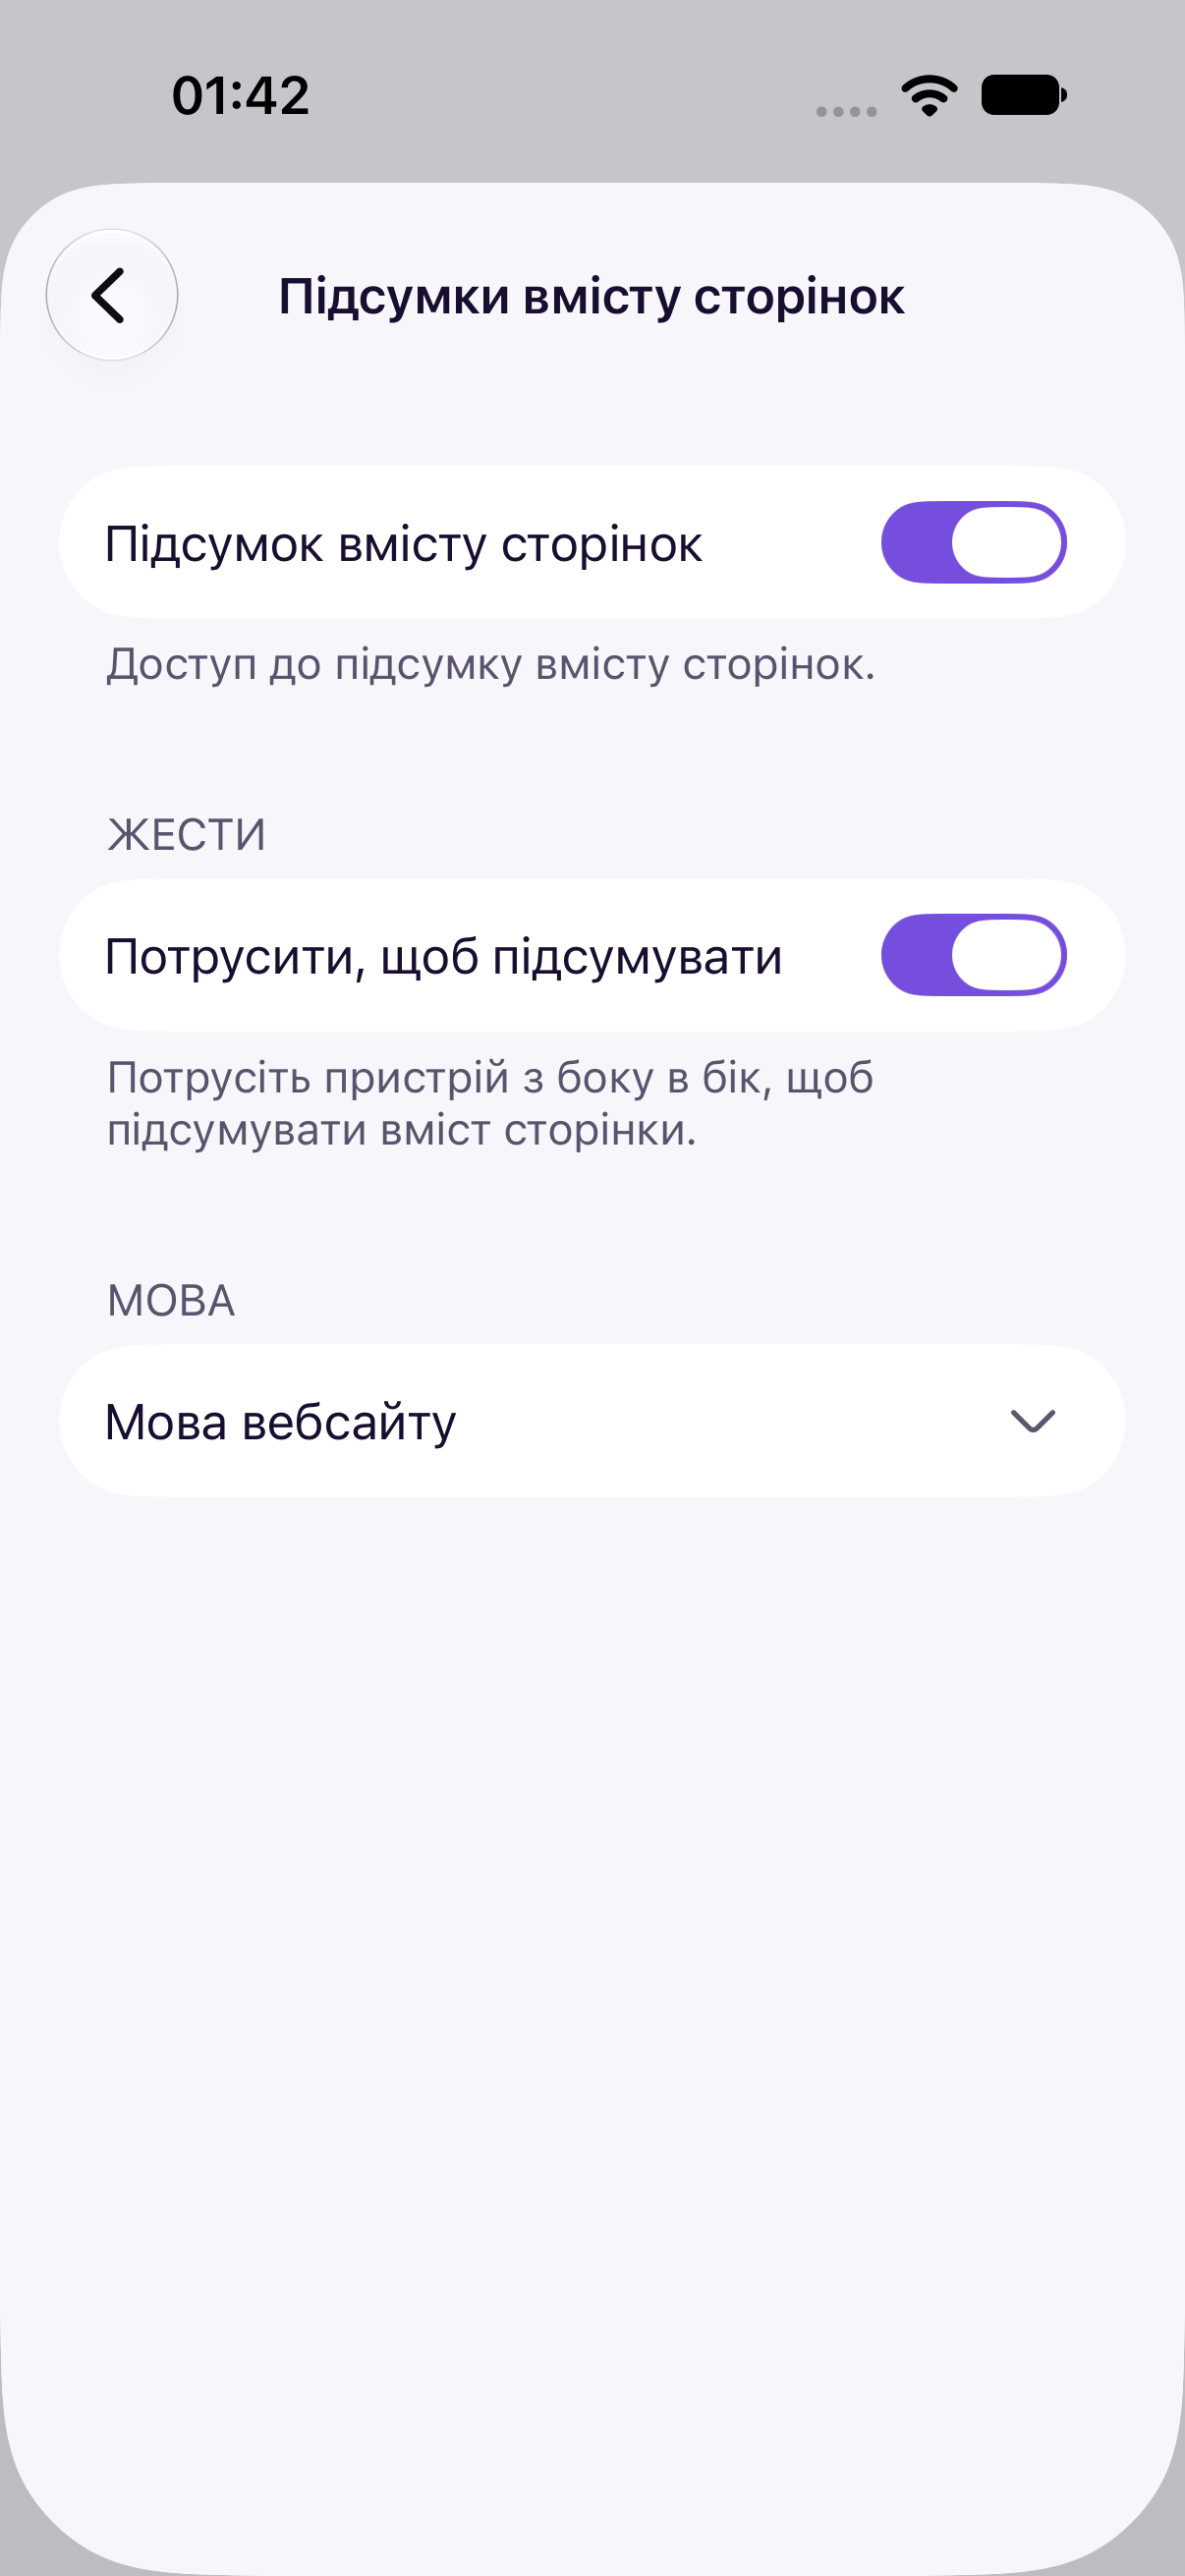 01:42
Підсумки вмісту сторінок
Підсумок вмісту сторінок
Доступ до підсумку вмісту сторінок.
ЖЕСТИ
Потрусити, щоб підсумувати
Потрусіть пристрій з боку в бік, щоб
підсумувати вміст сторінки.
МОВА
Мова вебсайту